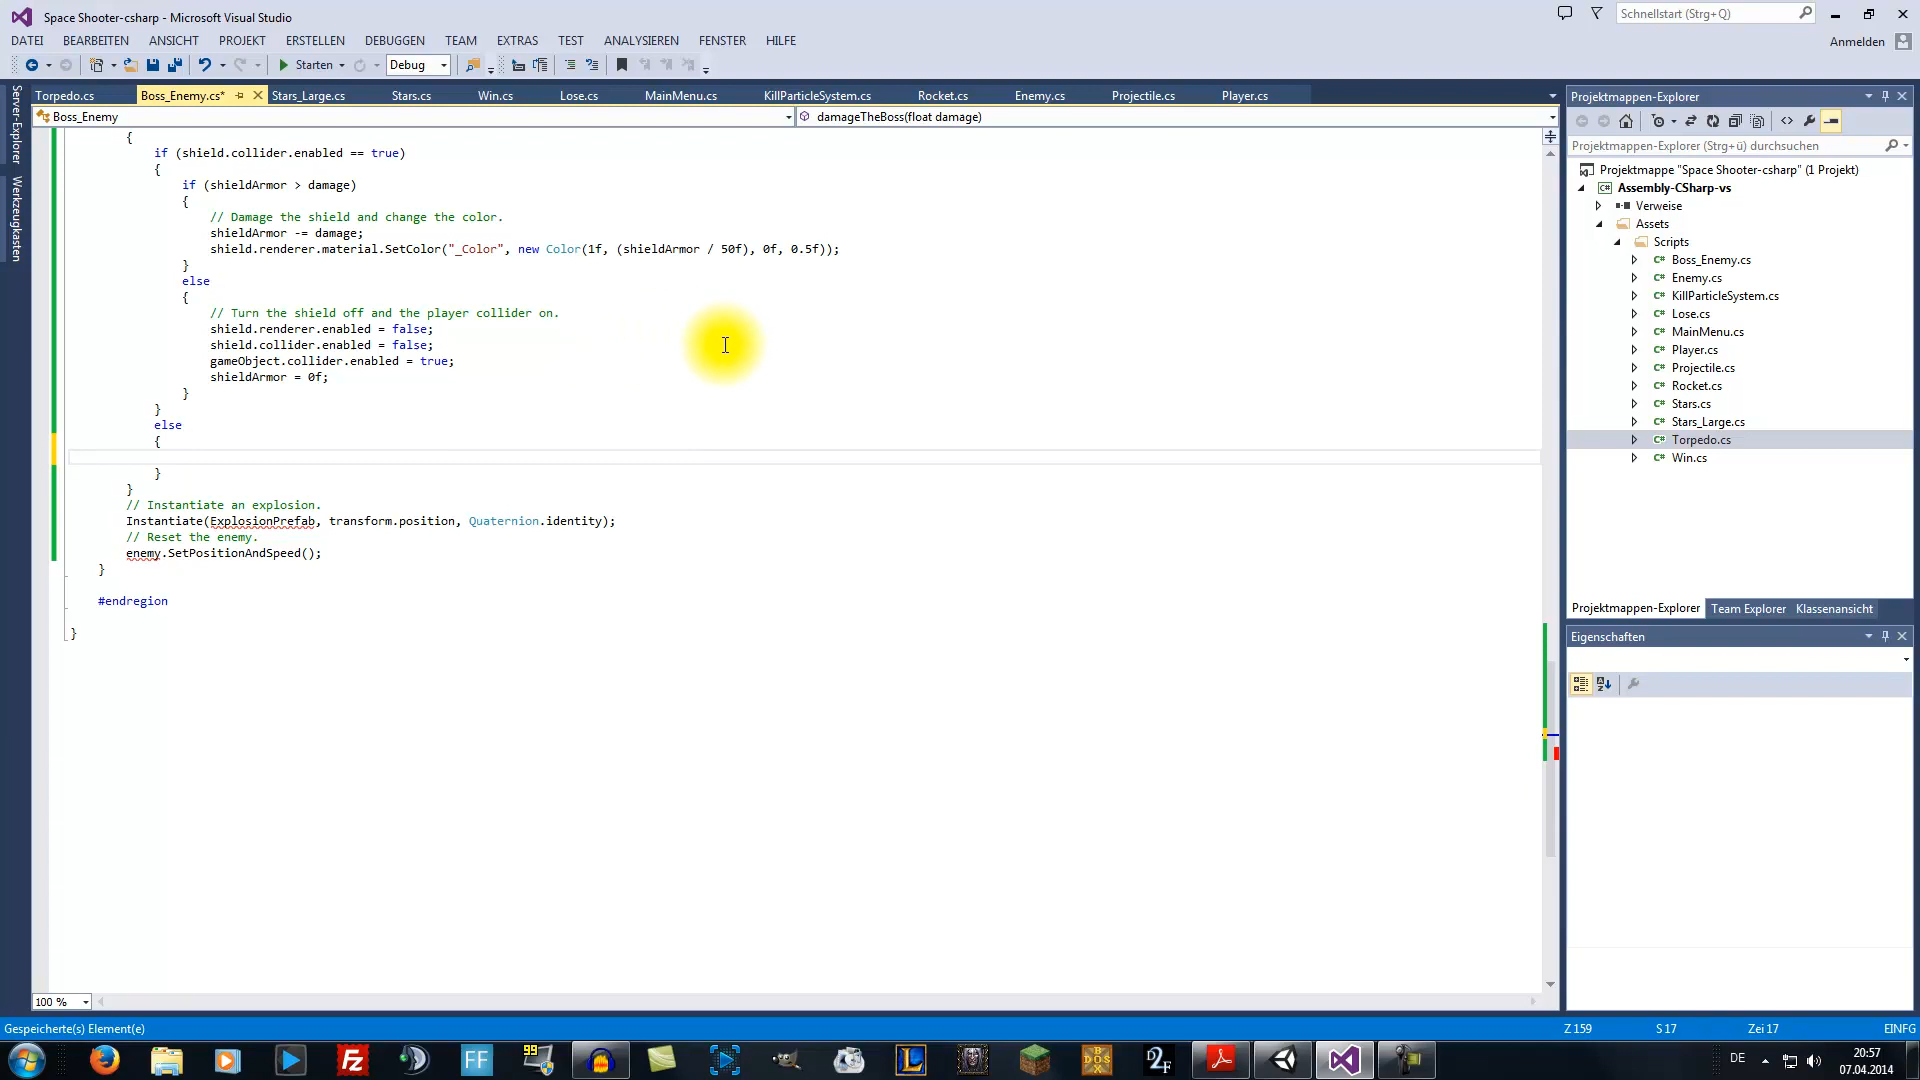 Space Shooter-csharp - Microsoft Visual Studio
Schnellstart (Strg+Q)
DATEI BEARBEITEN ANSICHT PROJEKT ERSTELLEN DEBUGGEN TEAM EXTRAS TEST ANALYSIEREN FENSTER HILFE
Anmelden
Starten Debug
Server-Explorer
Werkzeugkasten
Torpedo.cs Boss_Enemy.cs* Stars_Large.cs Stars.cs Win.cs Lose.cs MainMenu.cs KillParticleSystem.cs Rocket.cs Enemy.cs Projectile.cs Player.cs
Boss_Enemy damageTheBoss(float damage)
{
if (shield.collider.enabled == true)
{
if (shieldArmor > damage)
{
// Damage the shield and change the color.
shieldArmor -= damage;
shield.renderer.material.SetColor("_Color", new Color(1f, (shieldArmor / 50f), 0f, 0.5f));
}
else
{
// Turn the shield off and the player collider on.
shield.renderer.enabled = false;
shield.collider.enabled = false;
gameObject.collider.enabled = true;
shieldArmor = 0f;
}
}
else
{
}
}
// Instantiate an explosion.
Instantiate(ExplosionPrefab, transform.position, Quaternion.identity);
// Reset the enemy.
enemy.SetPositionAndSpeed();
}
#endregion
}
100 %
Projektmappen-Explorer
Projektmappen-Explorer (Strg+ü) durchsuchen
Projektmappe "Space Shooter-csharp" (1 Projekt)
Assembly-CSharp-vs
Verweise
Assets
Scripts
Boss_Enemy.cs
Enemy.cs
KillParticleSystem.cs
Lose.cs
MainMenu.cs
Player.cs
Projectile.cs
Rocket.cs
Stars.cs
Stars_Large.cs
Torpedo.cs
Win.cs
Projektmappen-Explorer Team Explorer Klassenansicht
Eigenschaften
Gespeicherte(s) Element(e) Z 159 S 17 Zei 17 EINFG
FF
99
DE
20:57
07.04.2014